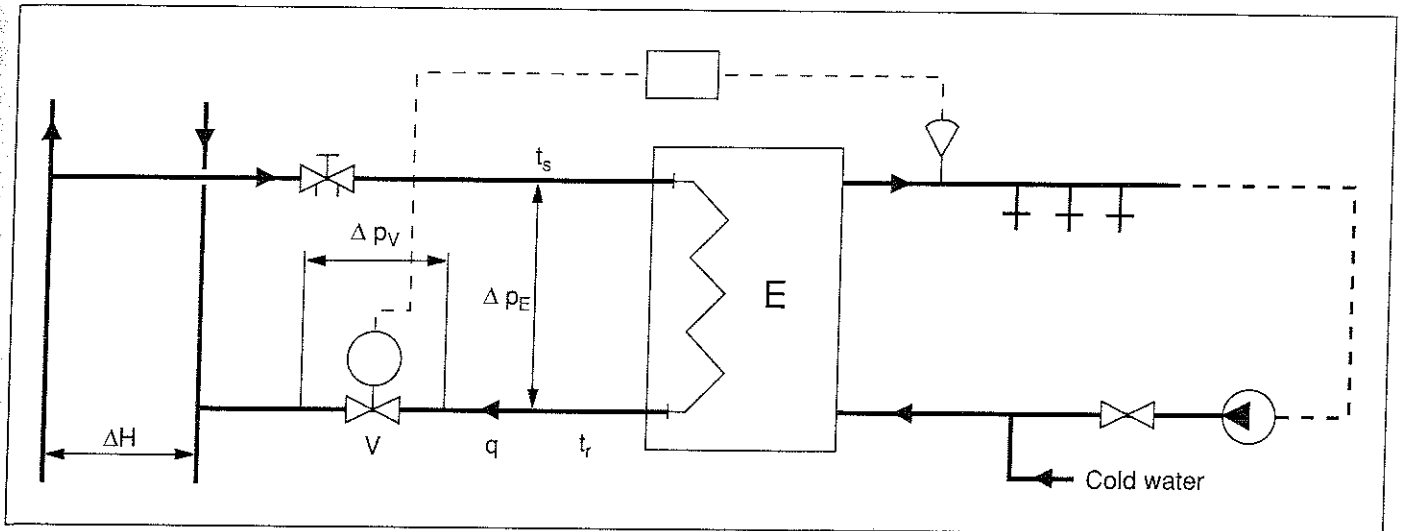 t_s
Δ p_V
Δ p_E
E
ΔH
V
q
t_r
Cold water